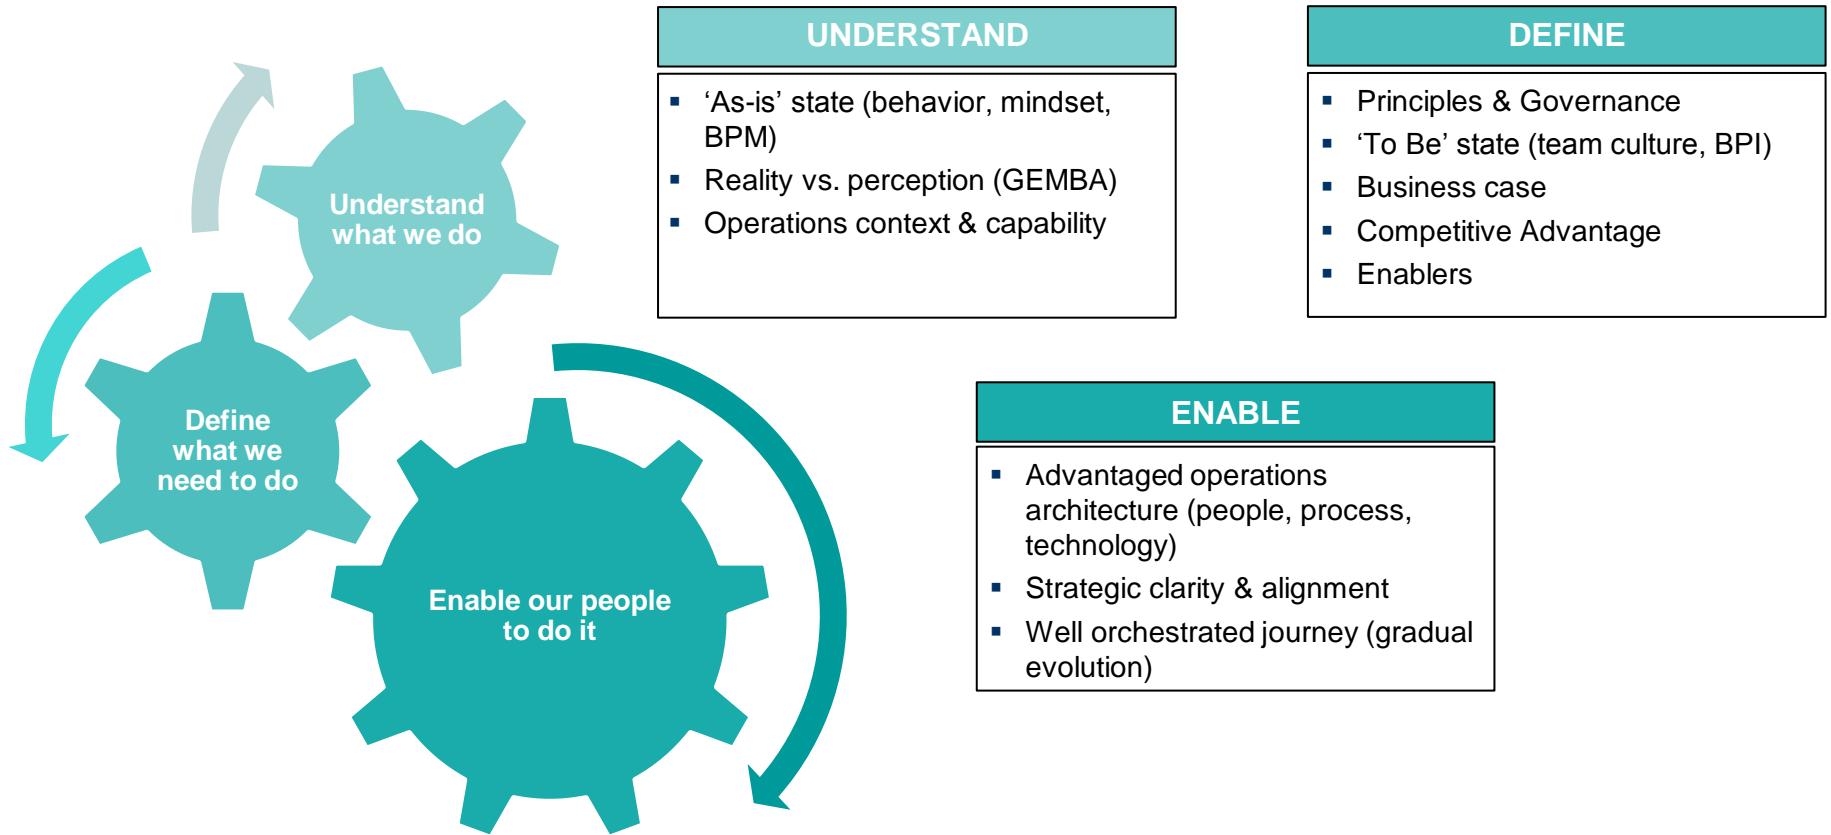 UNDERSTAND
▪ ‘As-is’ state (behavior, mindset,
BPM)
▪ Reality vs. perception (GEMBA)
▪ Operations context & capability
DEFINE
▪ Principles & Governance
▪ ‘To Be’ state (team culture, BPI)
▪ Business case
▪ Competitive Advantage
▪ Enablers
Understand
what we do
Define
what we
need to do
Enable our people
to do it
ENABLE
▪ Advantaged operations
architecture (people, process,
technology)
▪ Strategic clarity & alignment
▪ Well orchestrated journey (gradual
evolution)